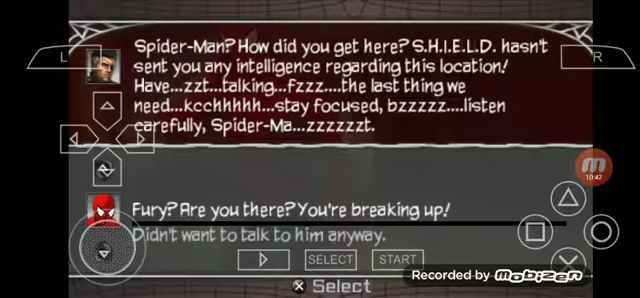 Spider-Man? How did you get here? S.H.I.E.L.D. hasn't
sent you any intelligence regarding this location!
Have...zzt...talking...fzzz....the last thing we
need...kcchhhhh...stay focused, bzzzzz....listen
carefully, Spider-Ma...zzzzzzt.
L
R
10:42
Fury? Are you there? You're breaking up!
Didn't want to talk to him anyway.
SELECT
START
Select
Recorded by mobizen